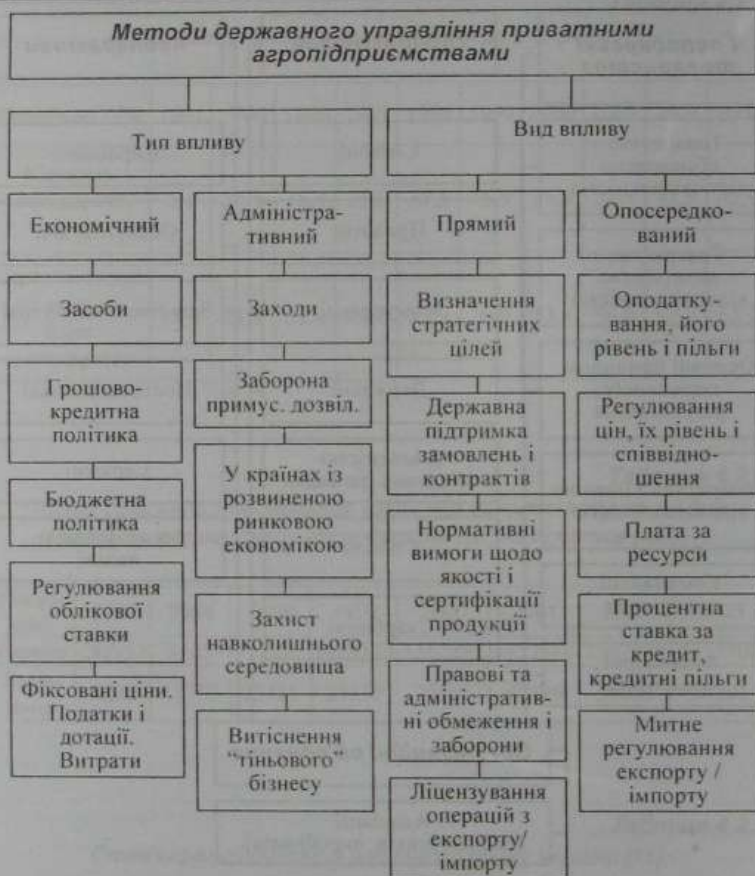 Методи державного управління приватними
агропідприємствами
Тип впливу
Вид впливу
Економічний
Засоби
Грошово-
кредитна
політика
Бюджетна
політика
Регулювання
облікової
ставки
Фіксовані ціни.
Податки і
дотації.
Витрати
Адміністра-
тивний
Заходи
Заборона
примус. дозвіл.
У країнах із
розвиненою
ринковою
економікою
Захист
навколишнього
середовища
Витіснення
“тіньового”
бізнесу
Прямий
Визначення
стратегічних
цілей
Державна
підтримка
замовлень і
контрактів
Нормативні
вимоги щодо
якості і
сертифікації
продукції
Правові та
адміністратив-
ні обмеження і
заборони
Ліцензування
операцій з
експорту/
імпорту
Опосередко-
ваний
Оподатку-
вання, його
рівень і пільги
Регулювання
цін, їх рівень і
співвідно-
шення
Плата за
ресурси
Процентна
ставка за
кредит,
кредитні пільги
Митне
регулювання
експорту /
імпорту